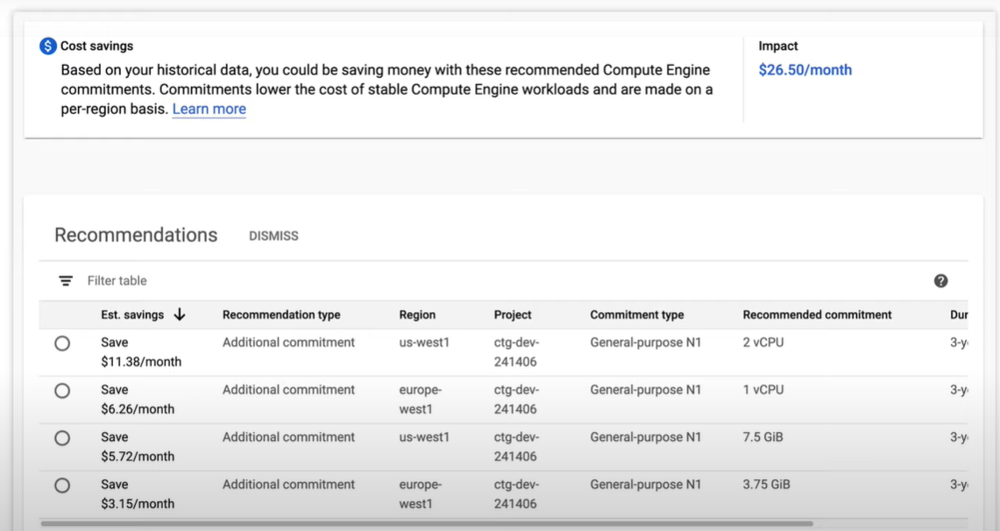 Cost savings
Based on your historical data, you could be saving money with these recommended Compute Engine
commitments. Commitments lower the cost of stable Compute Engine workloads and are made on a
per-region basis. Learn more
Impact
$26.50/month
Recommendations DISMISS
Filter table
Est. savings Recommendation type Region Project Commitment type Recommended commitment
Save $11.38/month Additional commitment us-west1 ctg-dev-241406 General-purpose N1 2 vCPU
Save $6.26/month Additional commitment europe-west1 ctg-dev-241406 General-purpose N1 1 vCPU
Save $5.72/month Additional commitment us-west1 ctg-dev-241406 General-purpose N1 7.5 GiB
Save $3.15/month Additional commitment europe-west1 ctg-dev-241406 General-purpose N1 3.75 GiB